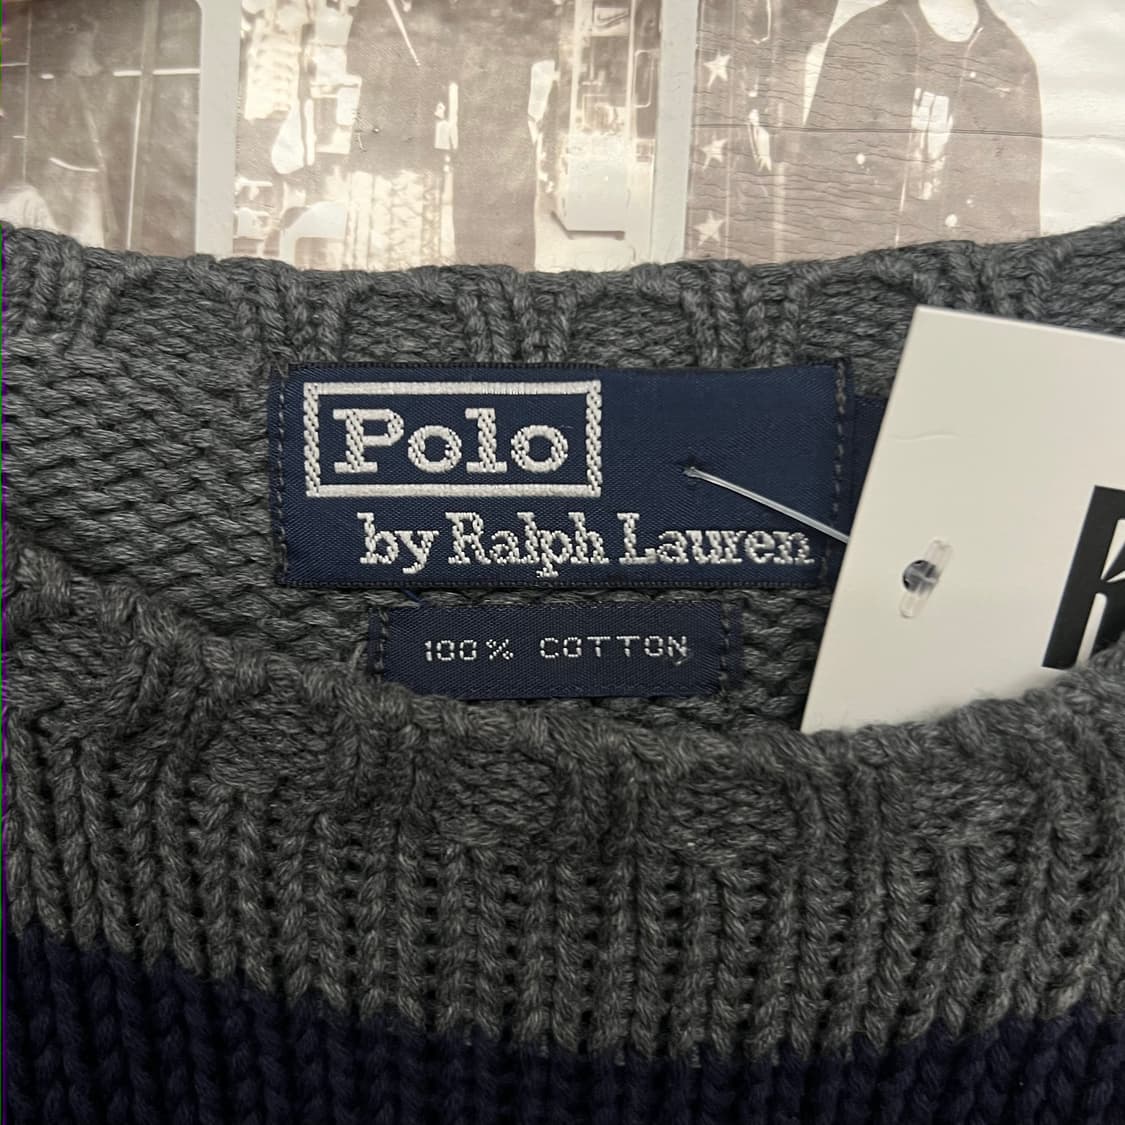 Polo
by Ralph Lauren
100% COTTON